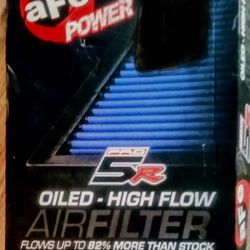 aFe
POWER
PRO
5R
OILED - HIGH FLOW
AIRFILTER
FLOWS UP TO 82% MORE THAN STOCK